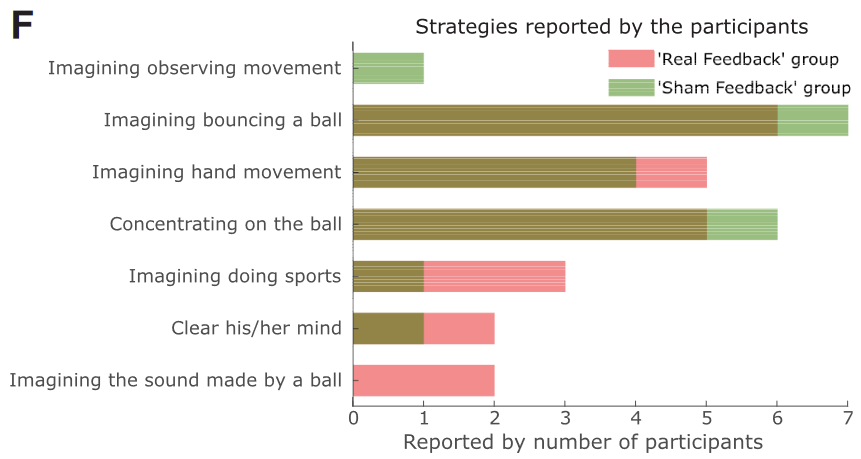 F
Strategies reported by the participants
'Real Feedback' group
'Sham Feedback' group
Imagining observing movement
Imagining bouncing a ball
Imagining hand movement
Concentrating on the ball
Imagining doing sports
Clear his/her mind
Imagining the sound made by a ball
0 1 2 3 4 5 6 7
Reported by number of participants